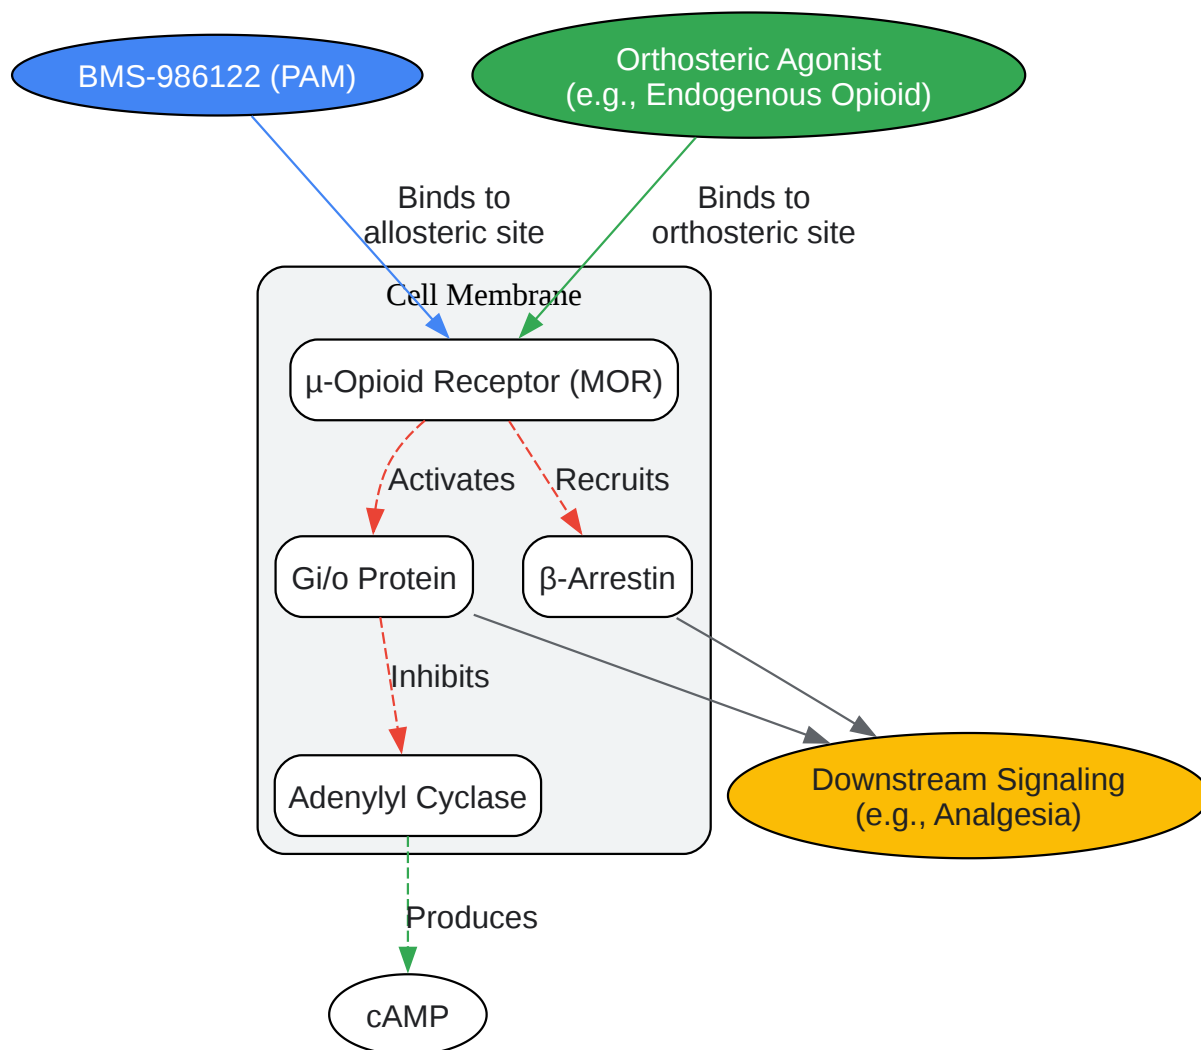 BMS-986122 (PAM)
Orthosteric Agonist
(e.g., Endogenous Opioid)
Binds to
allosteric site
Binds to
orthosteric site
Cell Membrane
μ-Opioid Receptor (MOR)
Activates
Recruits
Gi/o Protein
β-Arrestin
Inhibits
Adenylyl Cyclase
Downstream Signaling
(e.g., Analgesia)
Produces
cAMP